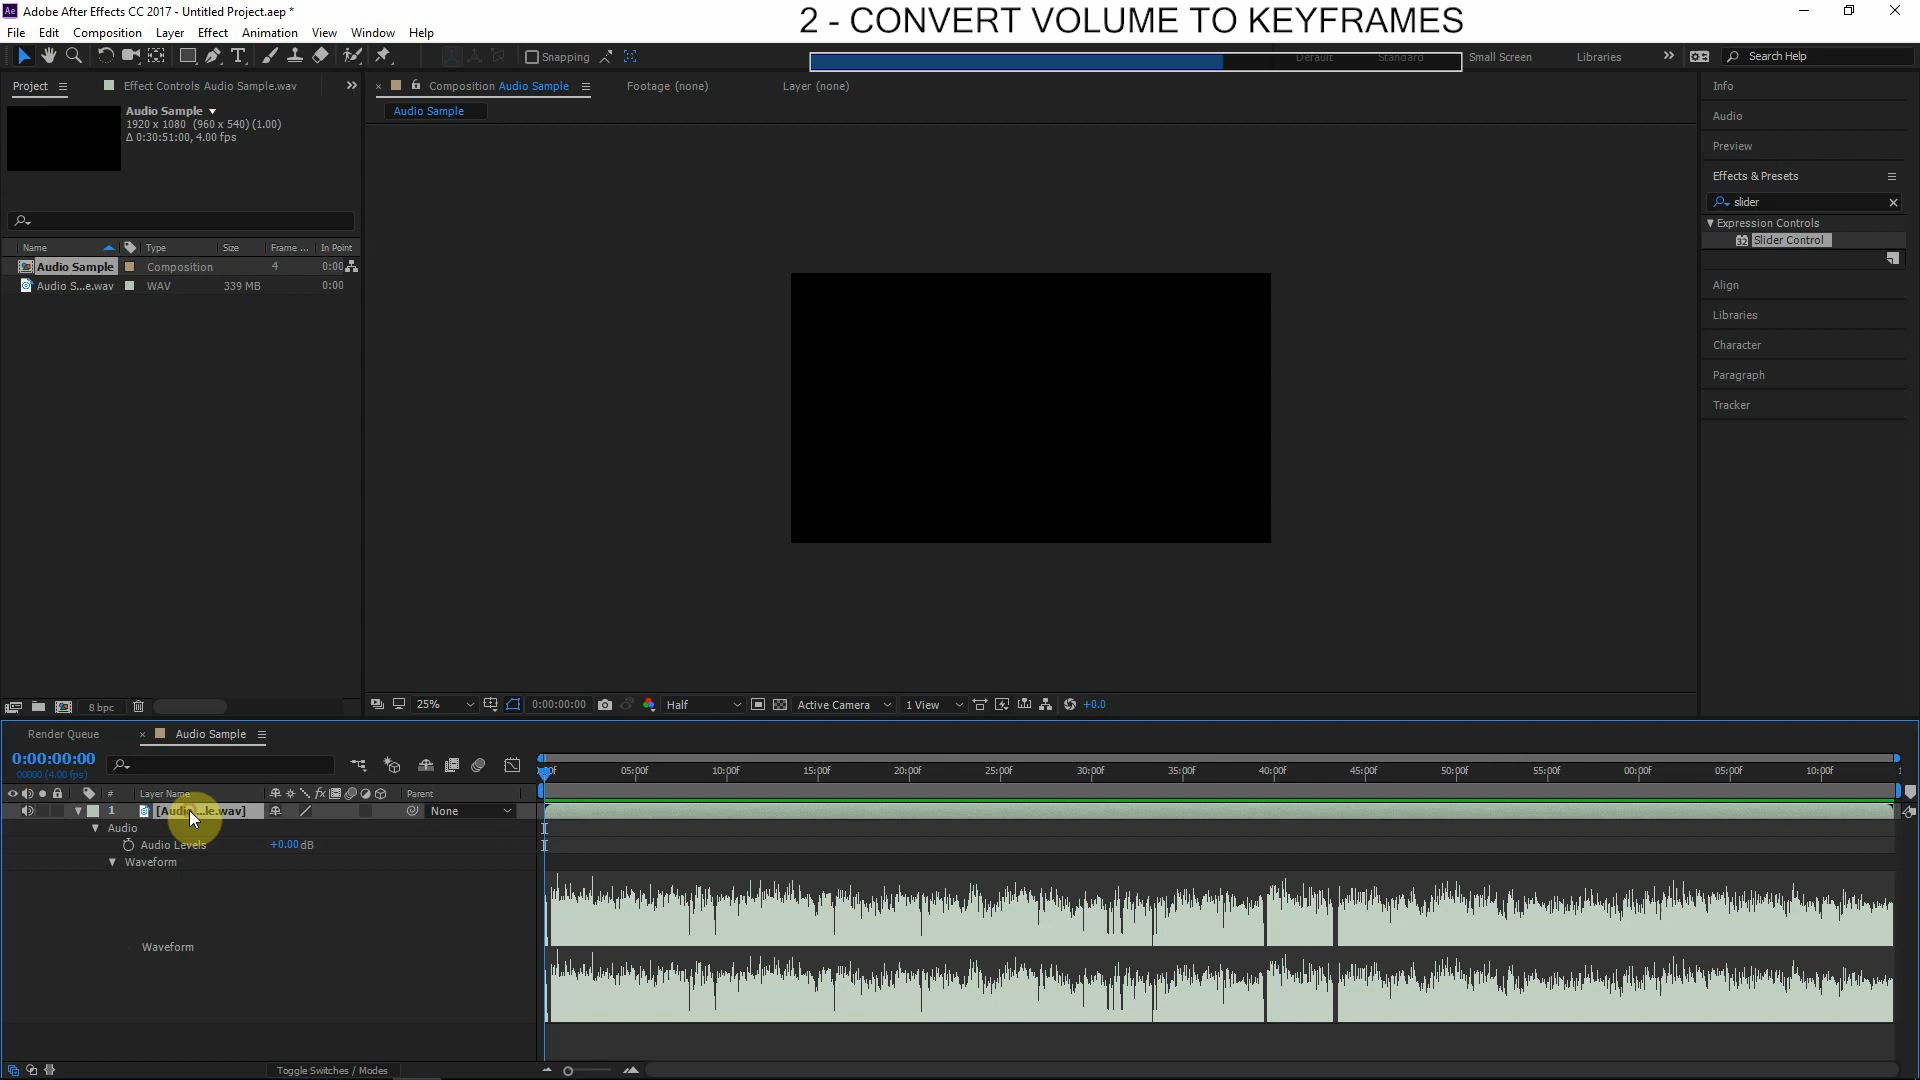 Adobe After Effects CC 2017 - Untitled Project.aep *
2 - CONVERT VOLUME TO KEYFRAMES
File Edit Composition Layer Effect Animation View Window Help
Snapping
Default Standard Small Screen Libraries
Search Help
Project
Effect Controls Audio Sample.wav
Composition Audio Sample
Footage (none)
Layer (none)
Audio Sample
Audio Sample
1920 x 1080 (960 x 540) (1.00)
Δ 0:30:51:00, 4.00 fps
Name Type Size Frame ... In Point
Audio Sample Composition 4 0:00
Audio S...e.wav WAV 339 MB 0:00
Info
Audio
Preview
Effects & Presets
slider
Expression Controls
32 Slider Control
Align
Libraries
Character
Paragraph
Tracker
8 bpc
25% 0:00:00:00 Half Active Camera 1 View +0.0
Render Queue
Audio Sample
0:00:00:00
00000 (4.00 fps)
05:00f 10:00f 15:00f 20:00f 25:00f 30:00f 35:00f 40:00f 45:00f 50:00f 55:00f 00:00f 05:00f 10:00f
# Layer Name fx Parent
1 [Audio ...le.wav] None
Audio
Audio Levels +0.00 dB
Waveform
Waveform
Toggle Switches / Modes